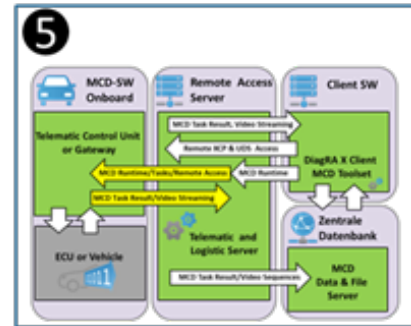 5
MCD-SW
Onboard
Remote Access
Server
Client SW
Telematic Control Unit
or Gateway
MCD Task Result, Video Streaming
Remote XCP & UDS Access
MCD Runtime/Tasks/Remote Access
MCD Runtime
DiagRA X Client
MCD Toolset
MCD Task Result/Video Streaming
Telematic and
Logistic Server
ECU or Vehicle
Zentrale
Datenbank
MCD Task Result/Video Sequences
MCD
Data & File
Server